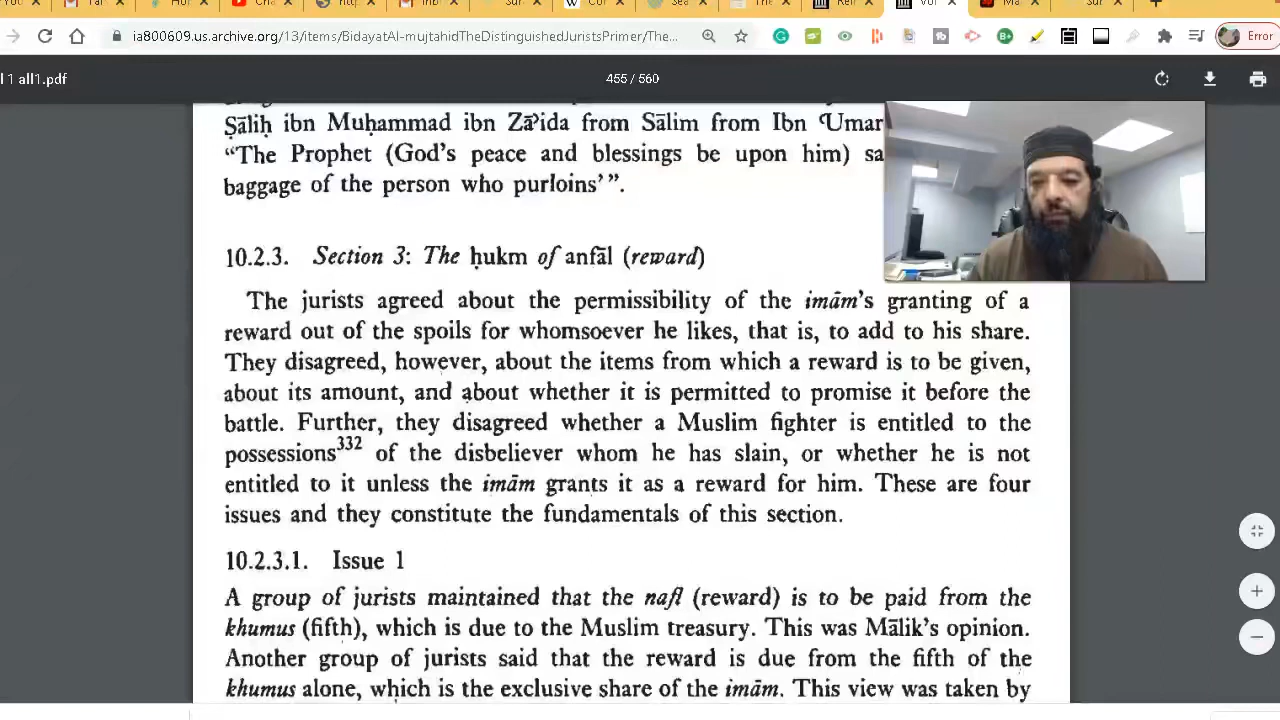 ia800609.us.archive.org/13/items/BidayatAl-mujtahidTheDistinguishedJuristsPrimer/The...
Error
l 1 all1.pdf
455 / 560
Ṣāliḥ ibn Muḥammad ibn Zāʾida from Sālim from Ibn ʿUmar
“The Prophet (God's peace and blessings be upon him) sa
baggage of the person who purloins’”.
10.2.3. Section 3: The ḥukm of anfāl (reward)
The jurists agreed about the permissibility of the imām's granting of a
reward out of the spoils for whomsoever he likes, that is, to add to his share.
They disagreed, however, about the items from which a reward is to be given,
about its amount, and about whether it is permitted to promise it before the
battle. Further, they disagreed whether a Muslim fighter is entitled to the
possessions332 of the disbeliever whom he has slain, or whether he is not
entitled to it unless the imām grants it as a reward for him. These are four
issues and they constitute the fundamentals of this section.
10.2.3.1. Issue 1
A group of jurists maintained that the nafl (reward) is to be paid from the
khumus (fifth), which is due to the Muslim treasury. This was Mālik's opinion.
Another group of jurists said that the reward is due from the fifth of the
khumus alone, which is the exclusive share of the imām. This view was taken by